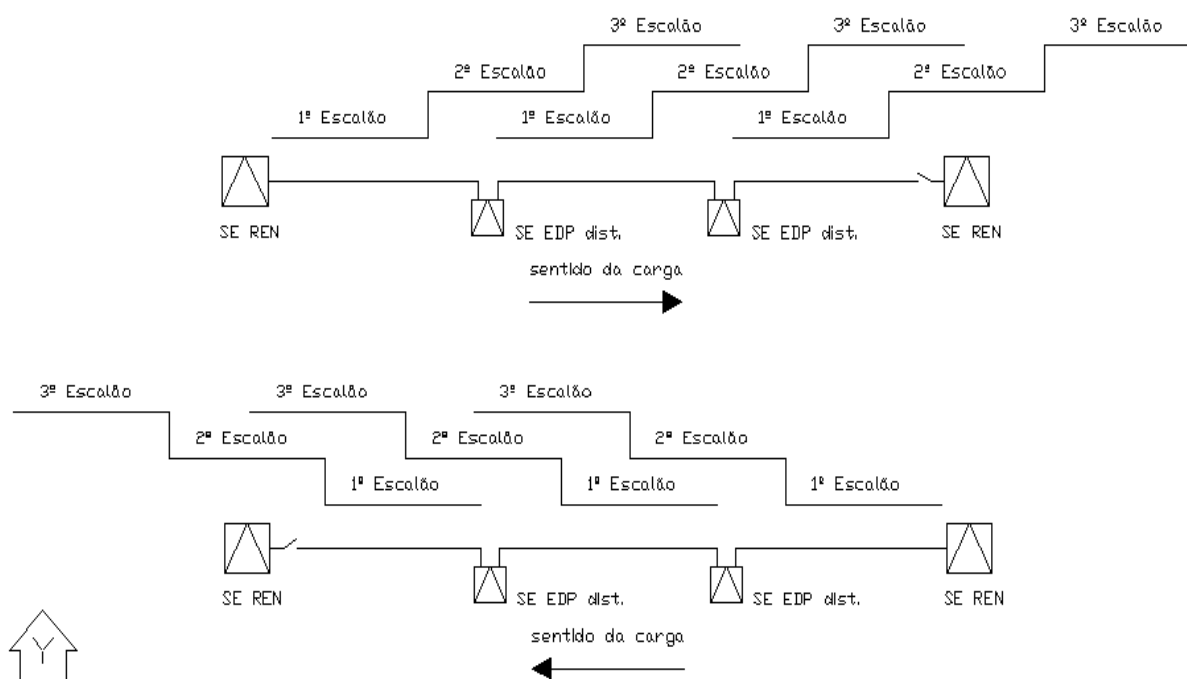 3º Escalão 3º Escalão 3º Escalão
2º Escalão 2º Escalão 2º Escalão
1º Escalão 1º Escalão 1º Escalão
SE REN SE EDP dist. SE EDP dist. SE REN
sentido da carga
3º Escalão 3º Escalão 3º Escalão
2º Escalão 2º Escalão 2º Escalão
1º Escalão 1º Escalão 1º Escalão
SE REN SE EDP dist. SE EDP dist. SE REN
sentido da carga
Y